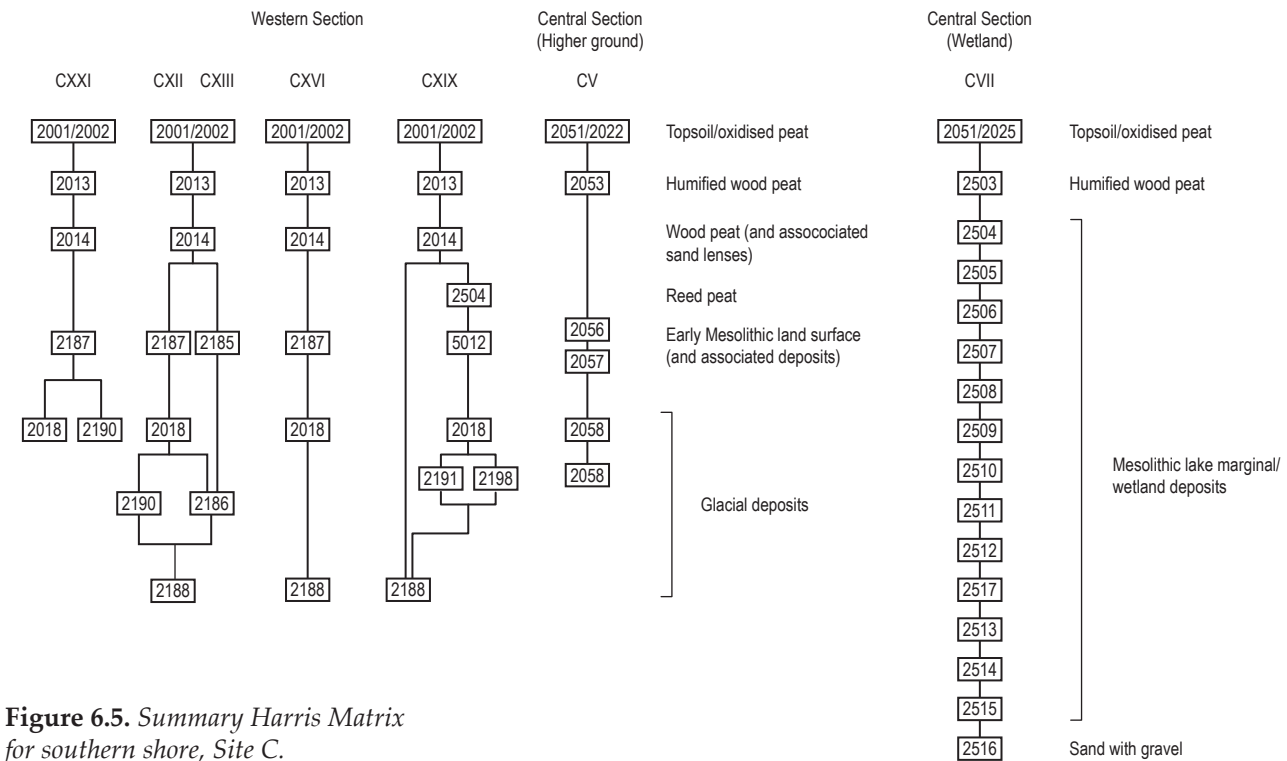 Western Section
Central Section
(Higher ground)
Central Section
(Wetland)
CXXI
CXII CXIII
CXVI
CXIX
CV
CVII
2001/2002
2001/2002
2001/2002
2001/2002
2051/2022
Topsoil/oxidised peat
2051/2025
Topsoil/oxidised peat
2013
2013
2013
2013
2053
Humified wood peat
2503
Humified wood peat
2014
2014
2014
2014
Wood peat (and assocociated
sand lenses)
2504
2505
2504
Reed peat
2506
2187
2187
2185
2187
5012
2056
2057
Early Mesolithic land surface
(and associated deposits)
2507
2508
2018
2190
2018
2018
2018
2058
2509
2191
2198
2058
2510
Mesolithic lake marginal/
wetland deposits
2190
2186
Glacial deposits
2511
2512
2188
2188
2188
2517
2513
2514
2515
2516
Sand with gravel
Figure 6.5. Summary Harris Matrix
for southern shore, Site C.